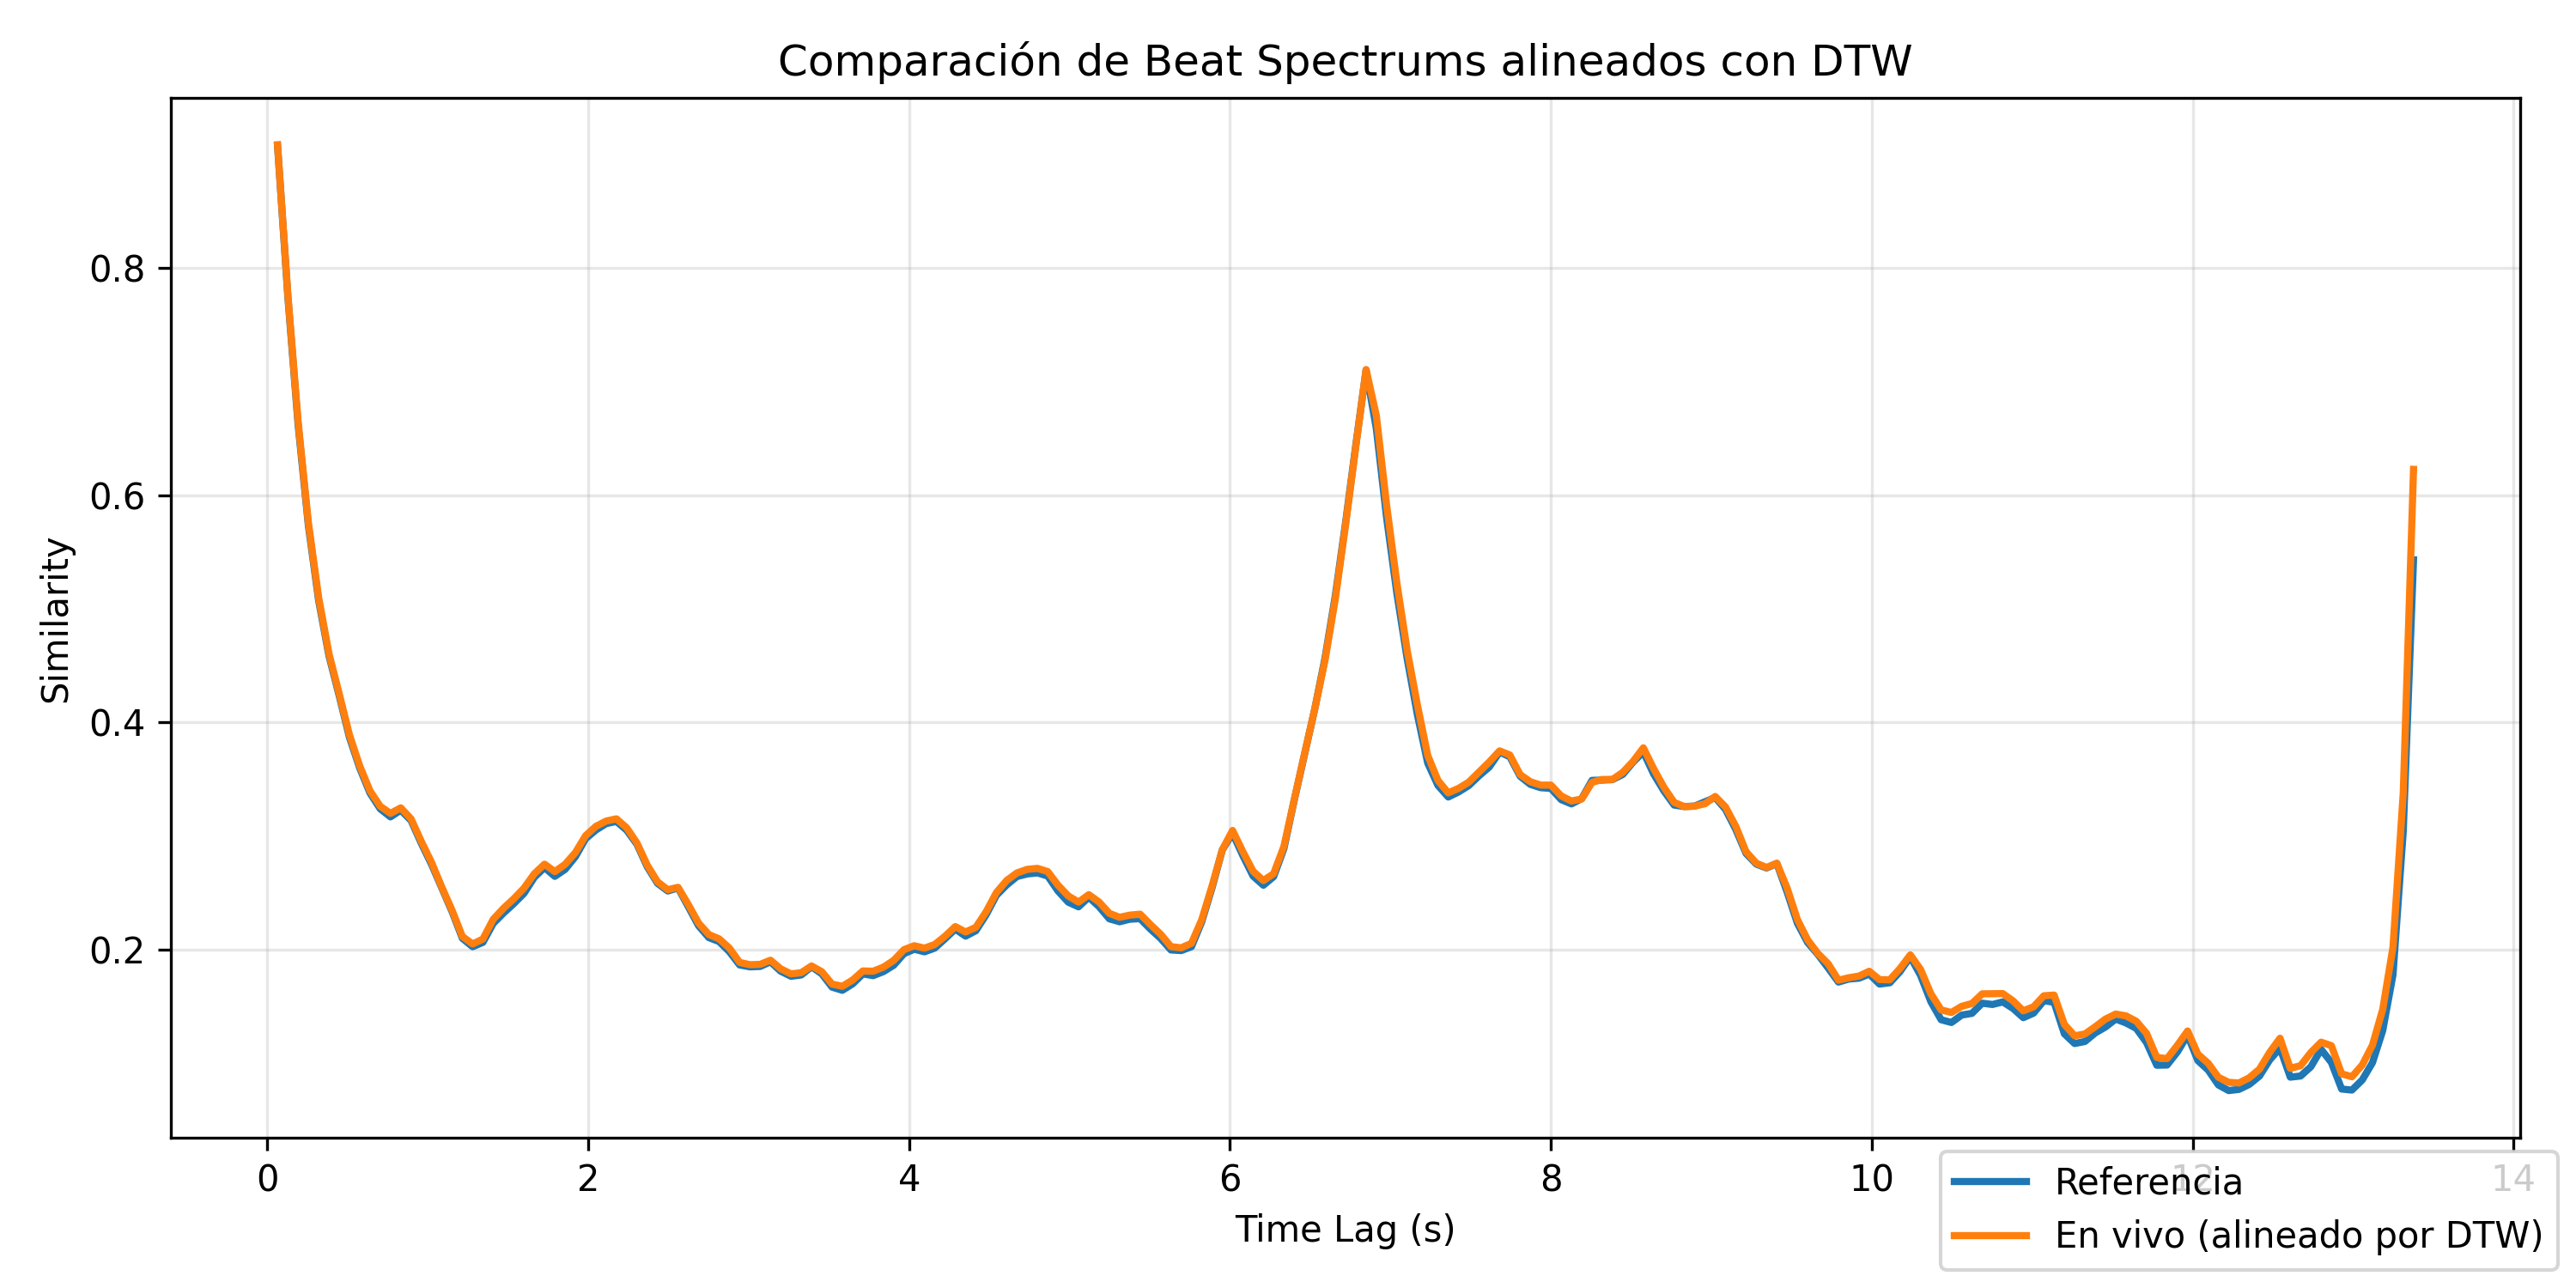 Comparación de Beat Spectrums alineados con DTW
Similarity
0.8
0.6
0.4
0.2
0 2 4 6 8 10 12 14
Time Lag (s)
Referencia
En vivo (alineado por DTW)